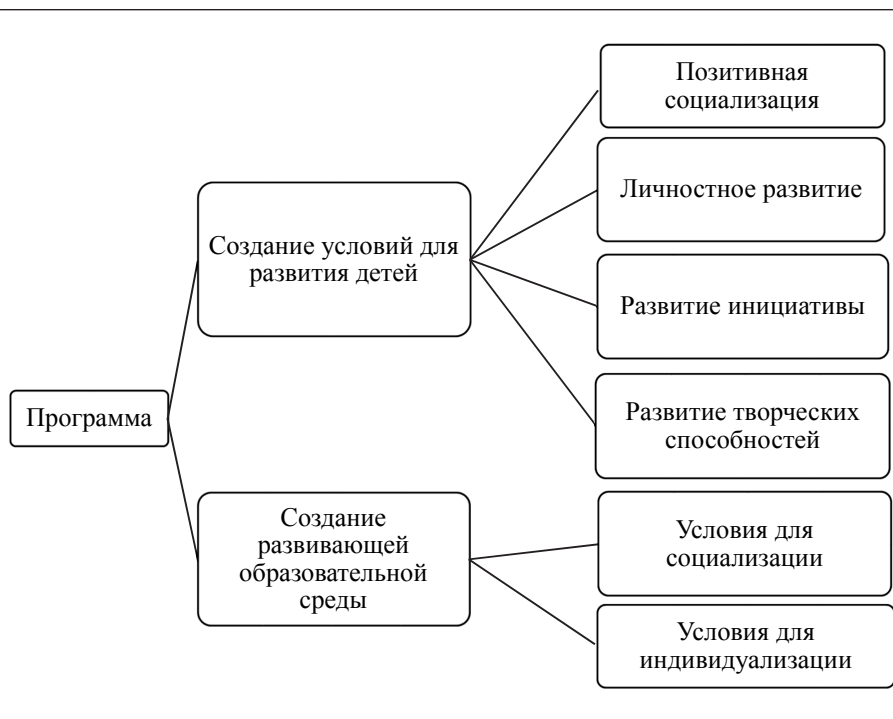 Программа
Создание условий для
развития детей
Позитивная
социализация
Личностное развитие
Развитие инициативы
Развитие творческих
способностей
Создание
развивающей
образовательной
среды
Условия для
социализации
Условия для
индивидуализации